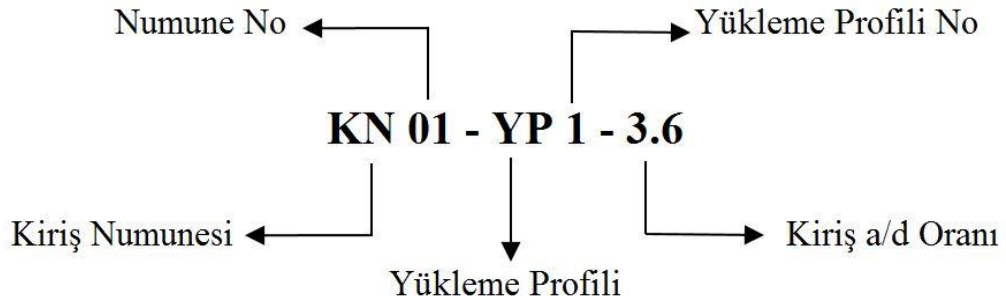 Numune No
Yükleme Profili No
KN 01 - YP 1 - 3.6
Kiriş Numunesi
Kiriş a/d Oranı
Yükleme Profili